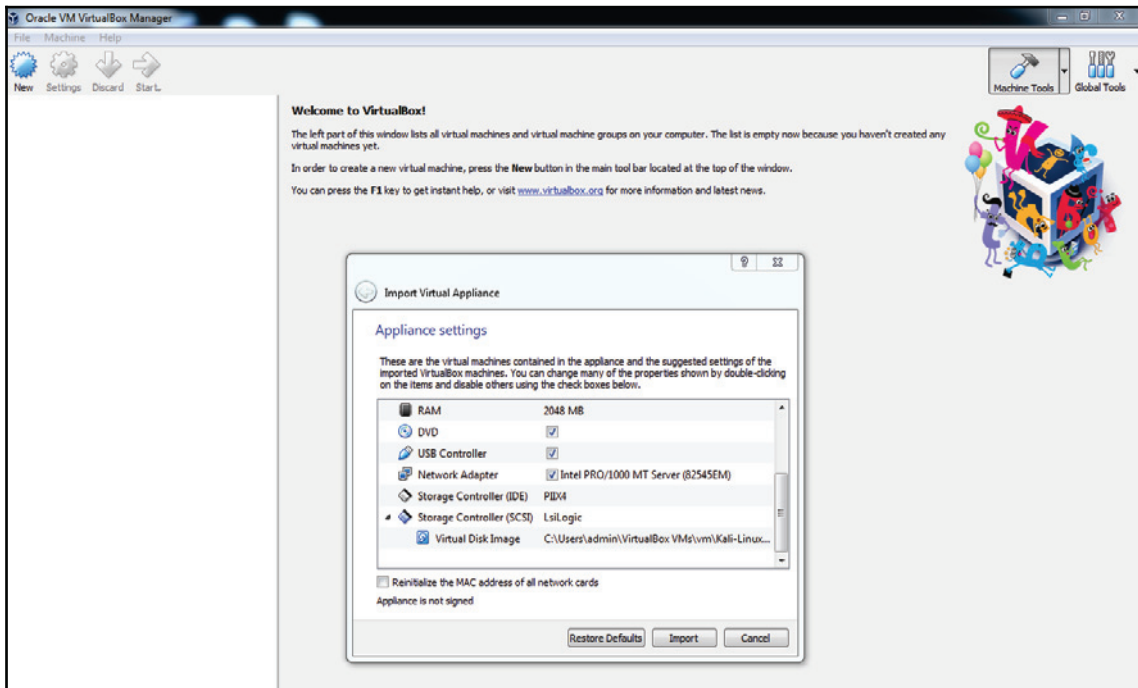 Oracle VM VirtualBox Manager
File Machine Help
New Settings Discard Start..
Machine Tools Global Tools
Welcome to VirtualBox!
The left part of this window lists all virtual machines and virtual machine groups on your computer. The list is empty now because you haven't created any
virtual machines yet.
In order to create a new virtual machine, press the New button in the main tool bar located at the top of the window.
You can press the F1 key to get instant help, or visit www.virtualbox.org for more information and latest news.
Import Virtual Appliance
Appliance settings
These are the virtual machines contained in the appliance and the suggested settings of the
imported VirtualBox machines. You can change many of the properties shown by double-clicking
on the items and disable others using the check boxes below.
RAM 2048 MB
DVD
USB Controller
Network Adapter Intel PRO/1000 MT Server (82545EM)
Storage Controller (IDE) PIIX4
Storage Controller (SCSI) LsiLogic
Virtual Disk Image C:\Users\admin\VirtualBox VMs\vm\Kali-Linux...
Reinitialize the MAC address of all network cards
Appliance is not signed
Restore Defaults Import Cancel